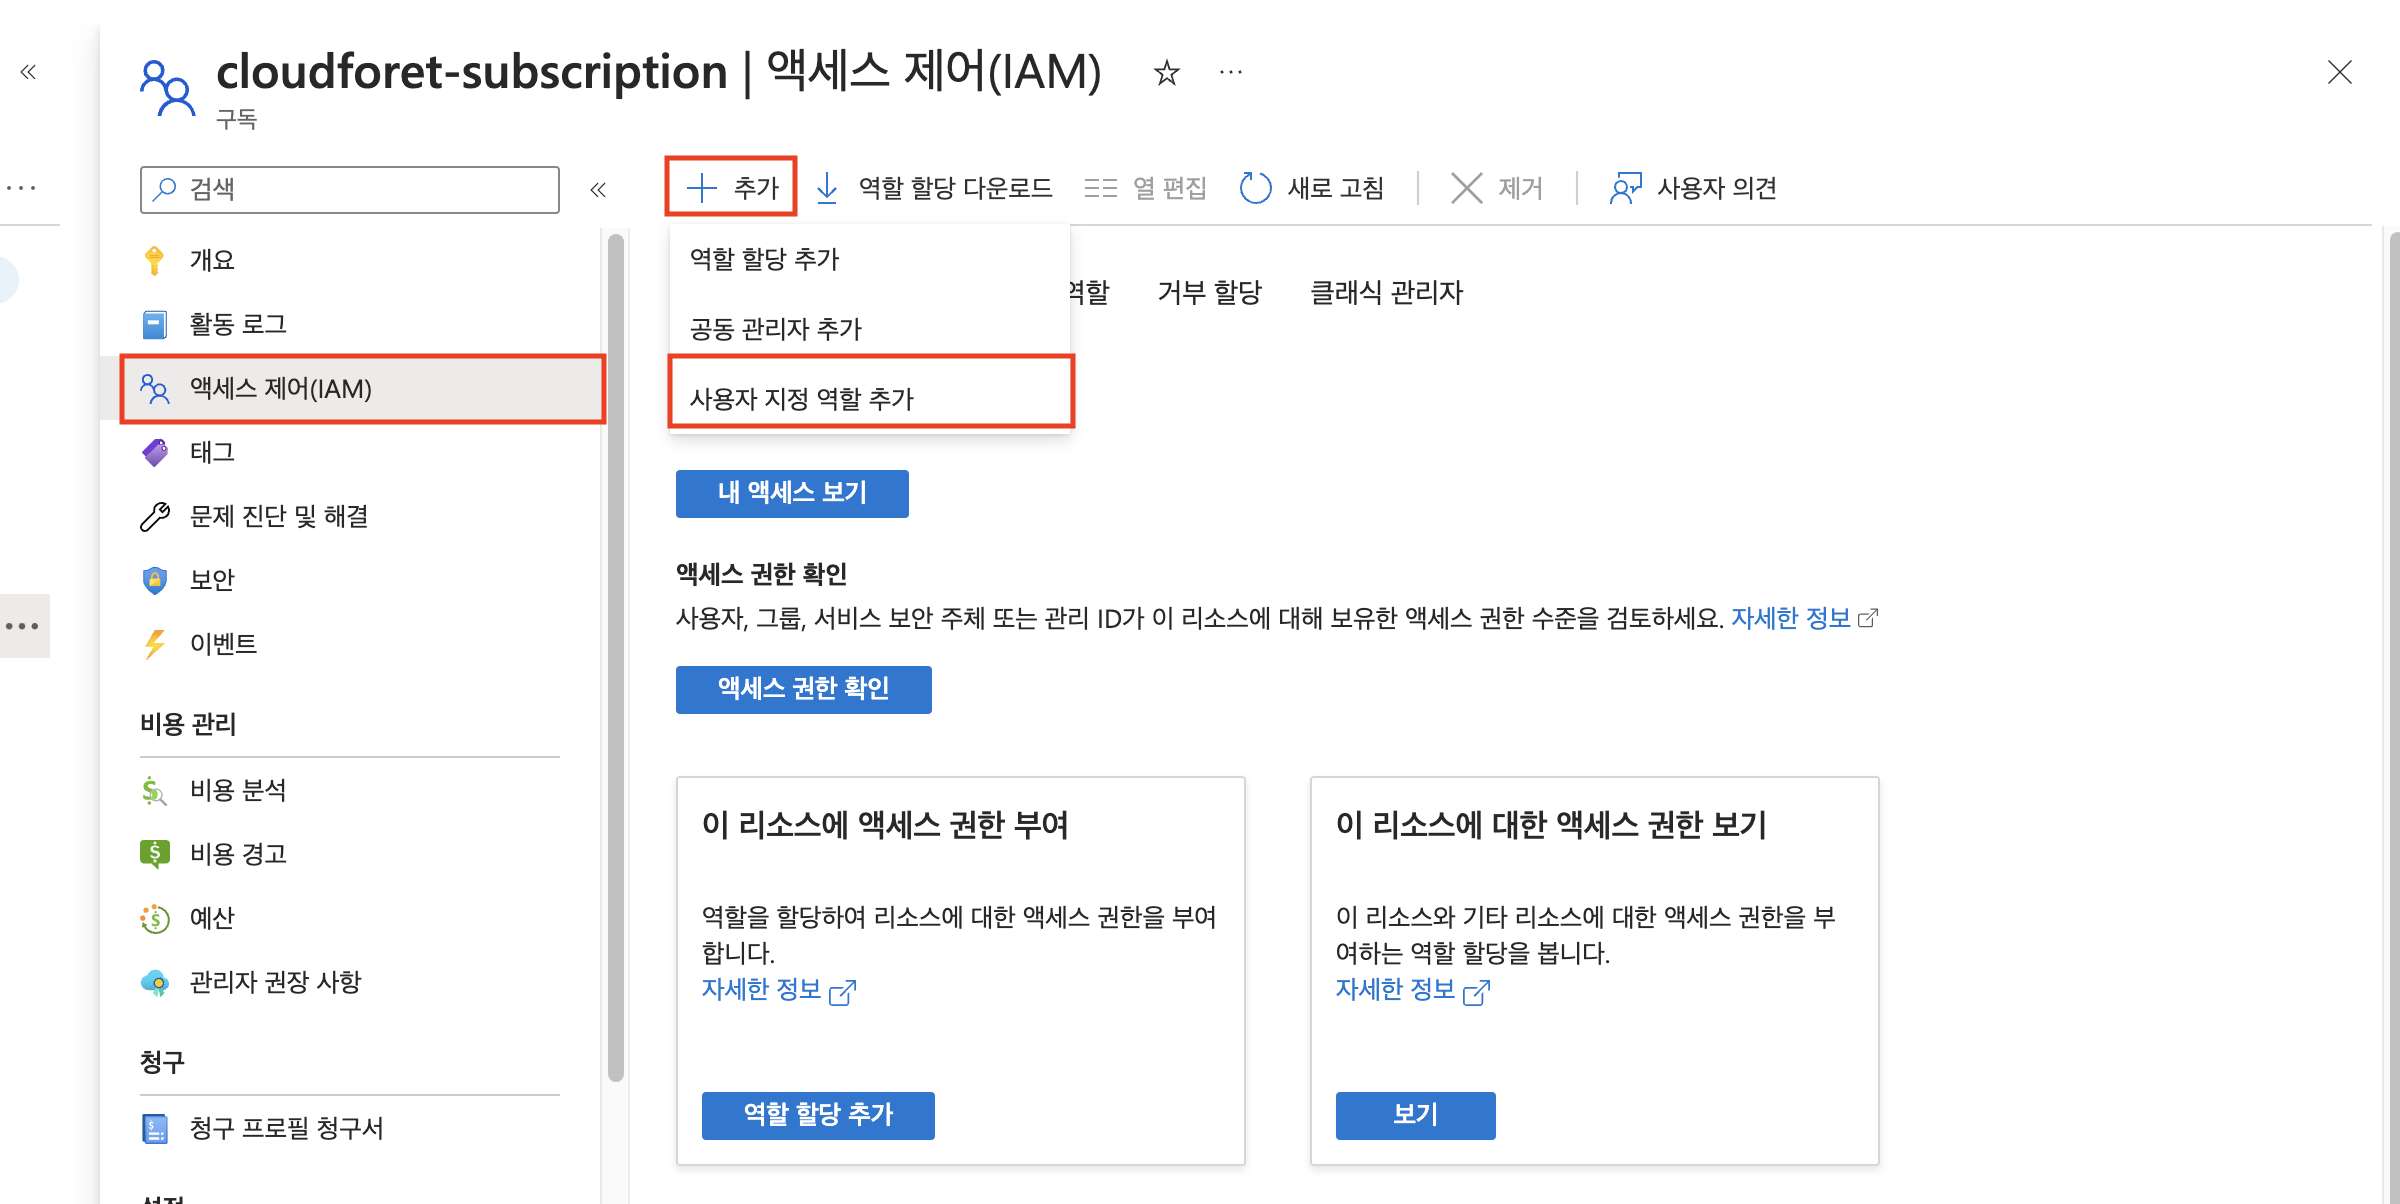 cloudforet-subscription | 액세스 제어(IAM)
구독
검색
추가
역할 할당 다운로드
열 편집
새로 고침
제거
사용자 의견
개요
활동 로그
액세스 제어(IAM)
태그
문제 진단 및 해결
보안
이벤트
비용 관리
비용 분석
비용 경고
예산
관리자 권장 사항
청구
청구 프로필 청구서
역할 할당 추가
공동 관리자 추가
사용자 지정 역할 추가
역할
거부 할당
클래식 관리자
내 액세스 보기
액세스 권한 확인
사용자, 그룹, 서비스 보안 주체 또는 관리 ID가 이 리소스에 대해 보유한 액세스 권한 수준을 검토하세요. 자세한 정보
액세스 권한 확인
이 리소스에 액세스 권한 부여
역할을 할당하여 리소스에 대한 액세스 권한을 부여
합니다.
자세한 정보
역할 할당 추가
이 리소스에 대한 액세스 권한 보기
이 리소스와 기타 리소스에 대한 액세스 권한을 부
여하는 역할 할당을 봅니다.
자세한 정보
보기